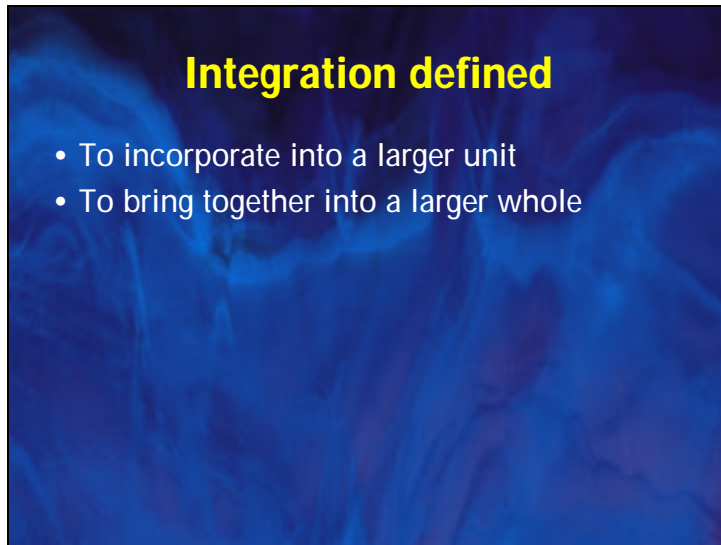 Integration defined
• To incorporate into a larger unit
• To bring together into a larger whole